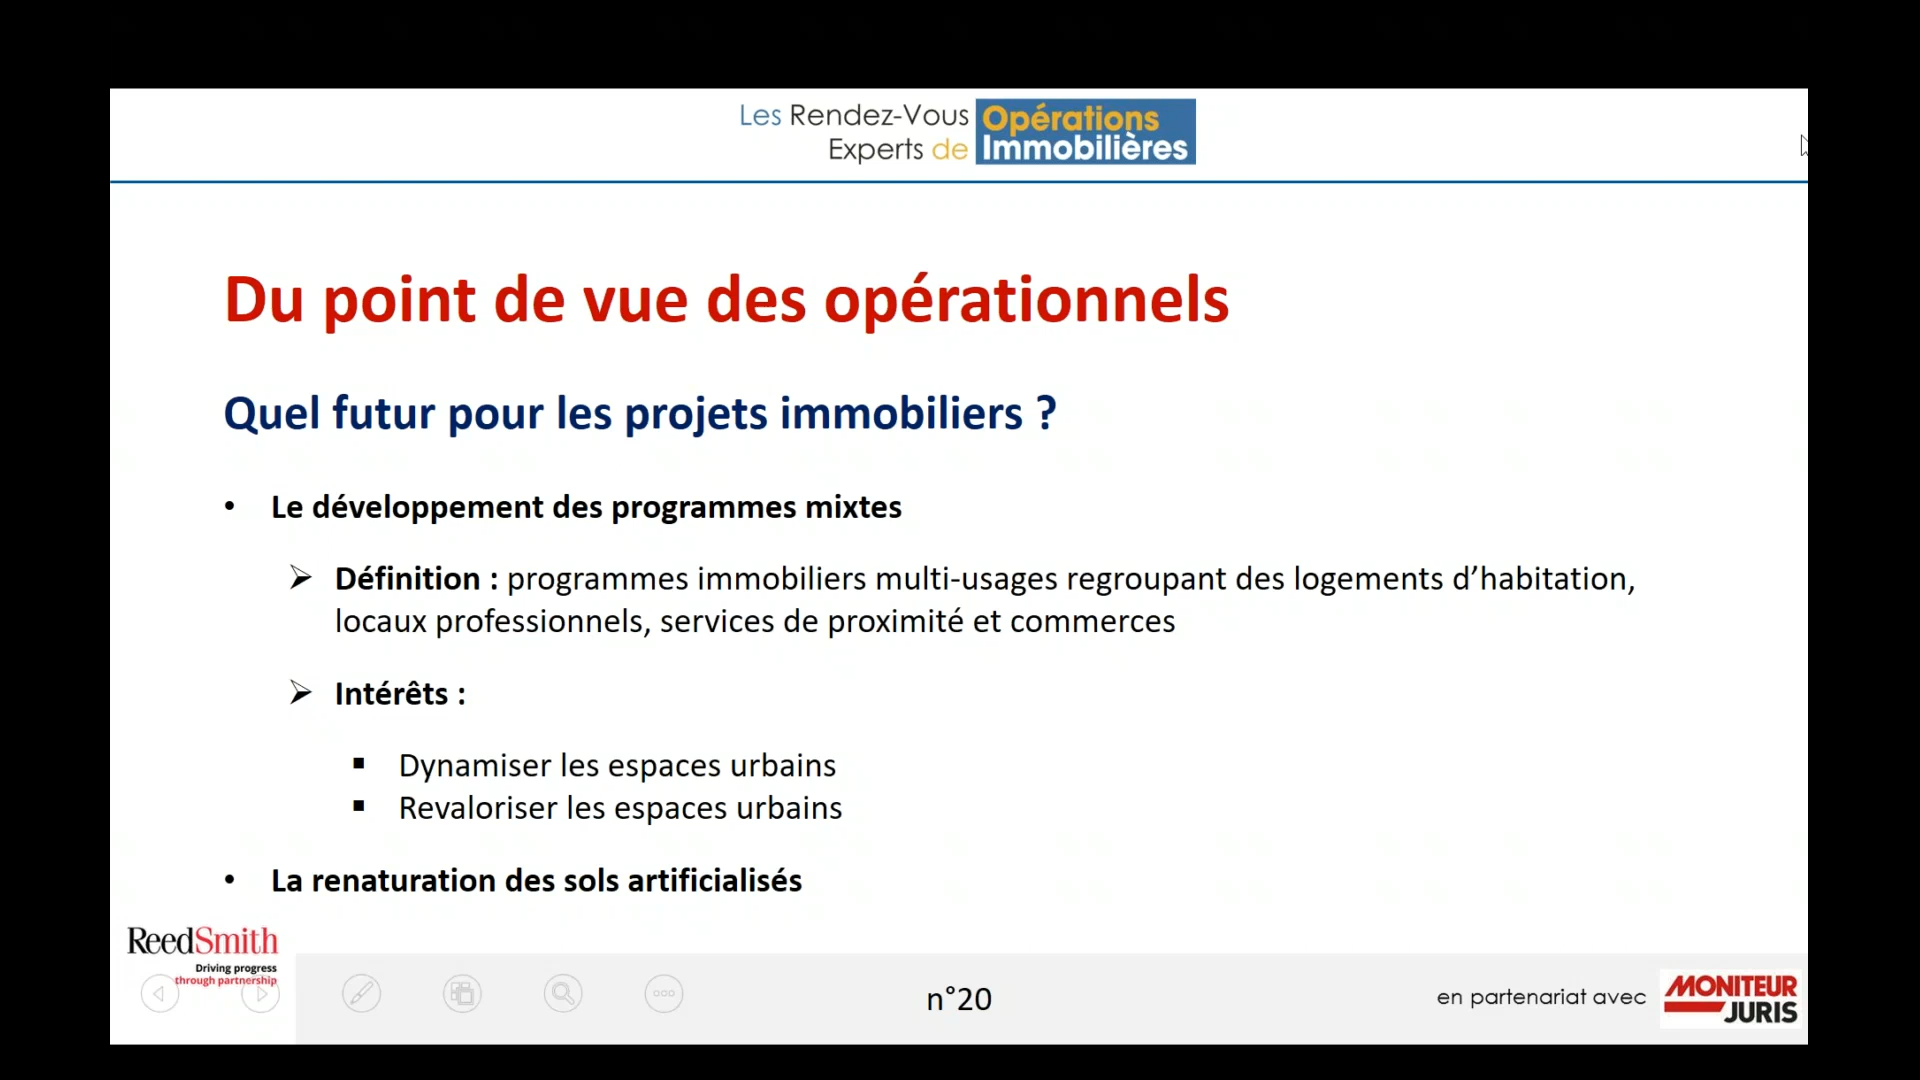 Les Rendez-Vous
Experts de
Opérations
Immobilières
Du point de vue des opérationnels
Quel futur pour les projets immobiliers ?
• Le développement des programmes mixtes
➢ Définition : programmes immobiliers multi-usages regroupant des logements d’habitation,
locaux professionnels, services de proximité et commerces
➢ Intérêts :
▪ Dynamiser les espaces urbains
▪ Revaloriser les espaces urbains
• La renaturation des sols artificialisés
ReedSmith
Driving progress
through partnership
n°20
en partenariat avec
MONITEUR
JURIS